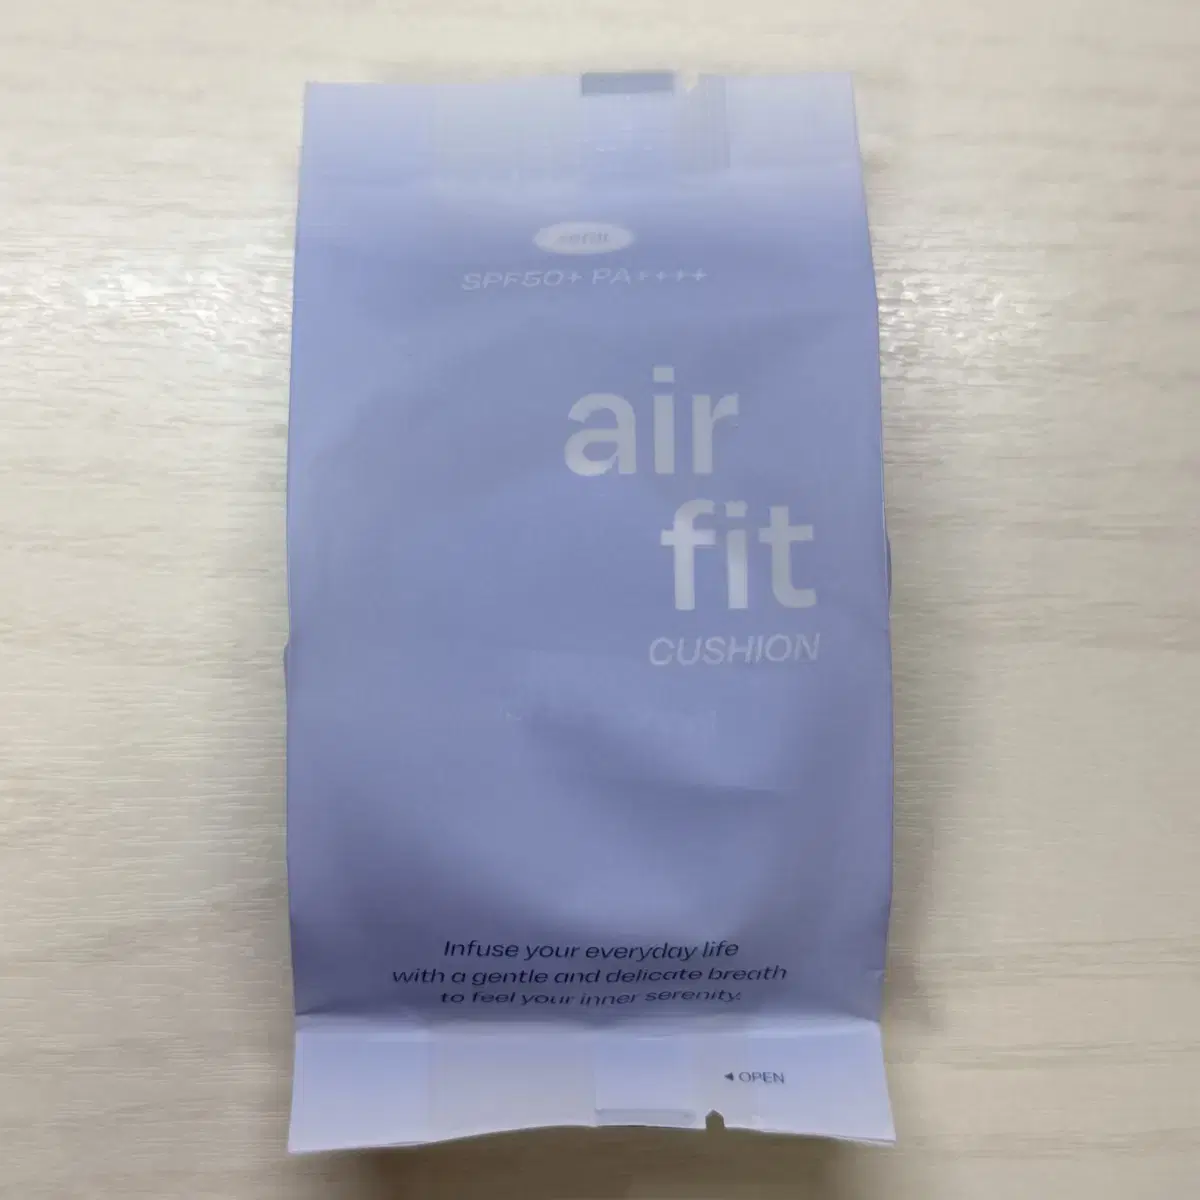 refill
SPF50+ PA++++
air
fit
CUSHION
Infuse your everyday life
with a gentle and delicate breath
to feel your inner serenity.
◀ OPEN